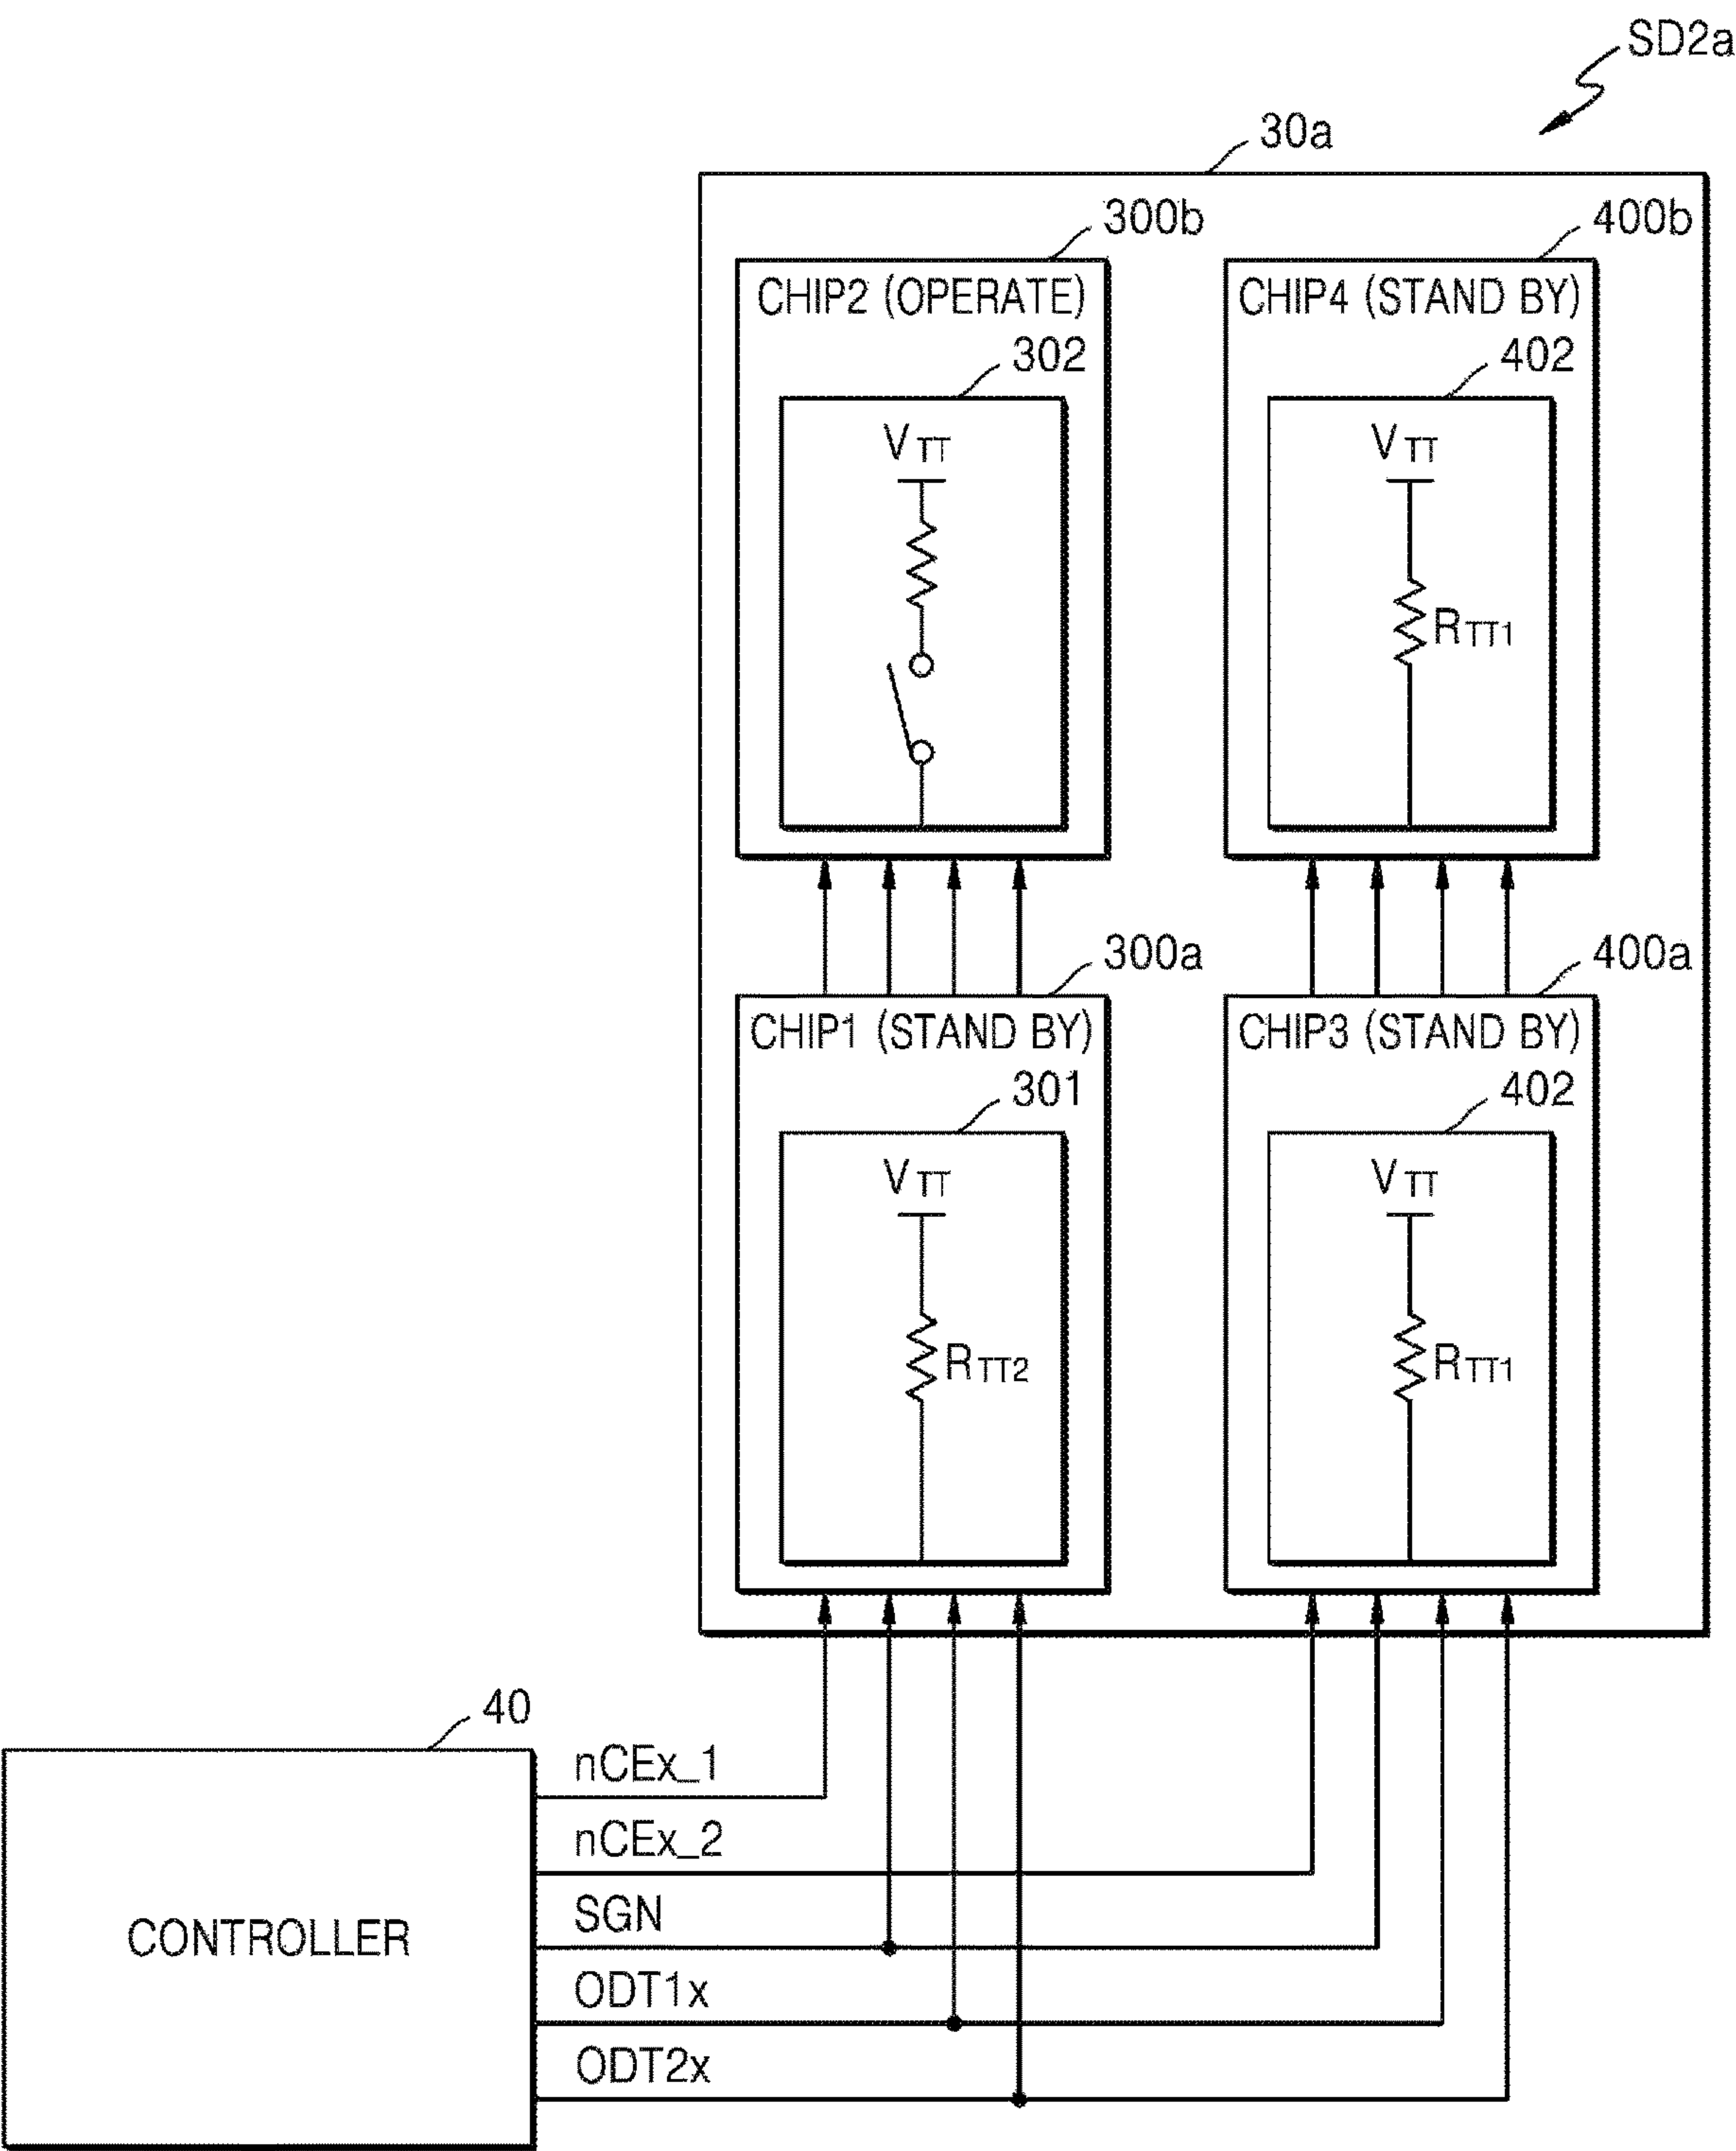 SD2a
30a
300b
400b
CHIP2 (OPERATE)
CHIP4 (STAND BY)
302
402
VTT
VTT
RTT1
300a
400a
CHIP1 (STAND BY)
CHIP3 (STAND BY)
301
402
VTT
VTT
RTT2
RTT1
40
nCEx_1
nCEx_2
SGN
CONTROLLER
ODT1x
ODT2x